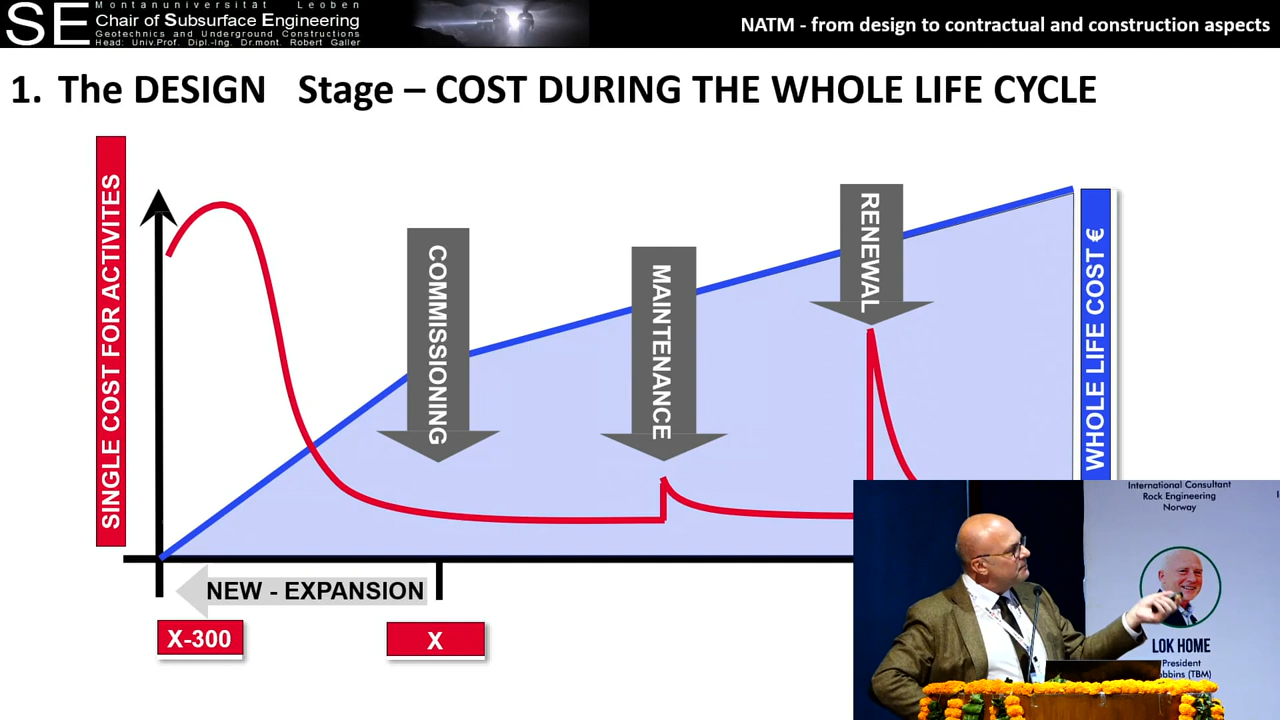 SE
Montanuniversität Leoben
Chair of Subsurface Engineering
Geotechnics and Underground Constructions
Head: Univ.Prof. Dipl.-Ing. Dr.mont. Robert Galler
NATM - from design to contractual and construction aspects
1. The DESIGN Stage – COST DURING THE WHOLE LIFE CYCLE
SINGLE COST FOR ACTIVITES
COMMISSIONING
MAINTENANCE
RENEWAL
WHOLE LIFE COST €
NEW - EXPANSION
X-300
X
International Consultant
Rock Engineering
Norway
LOK HOME
President
bbins (TBM)